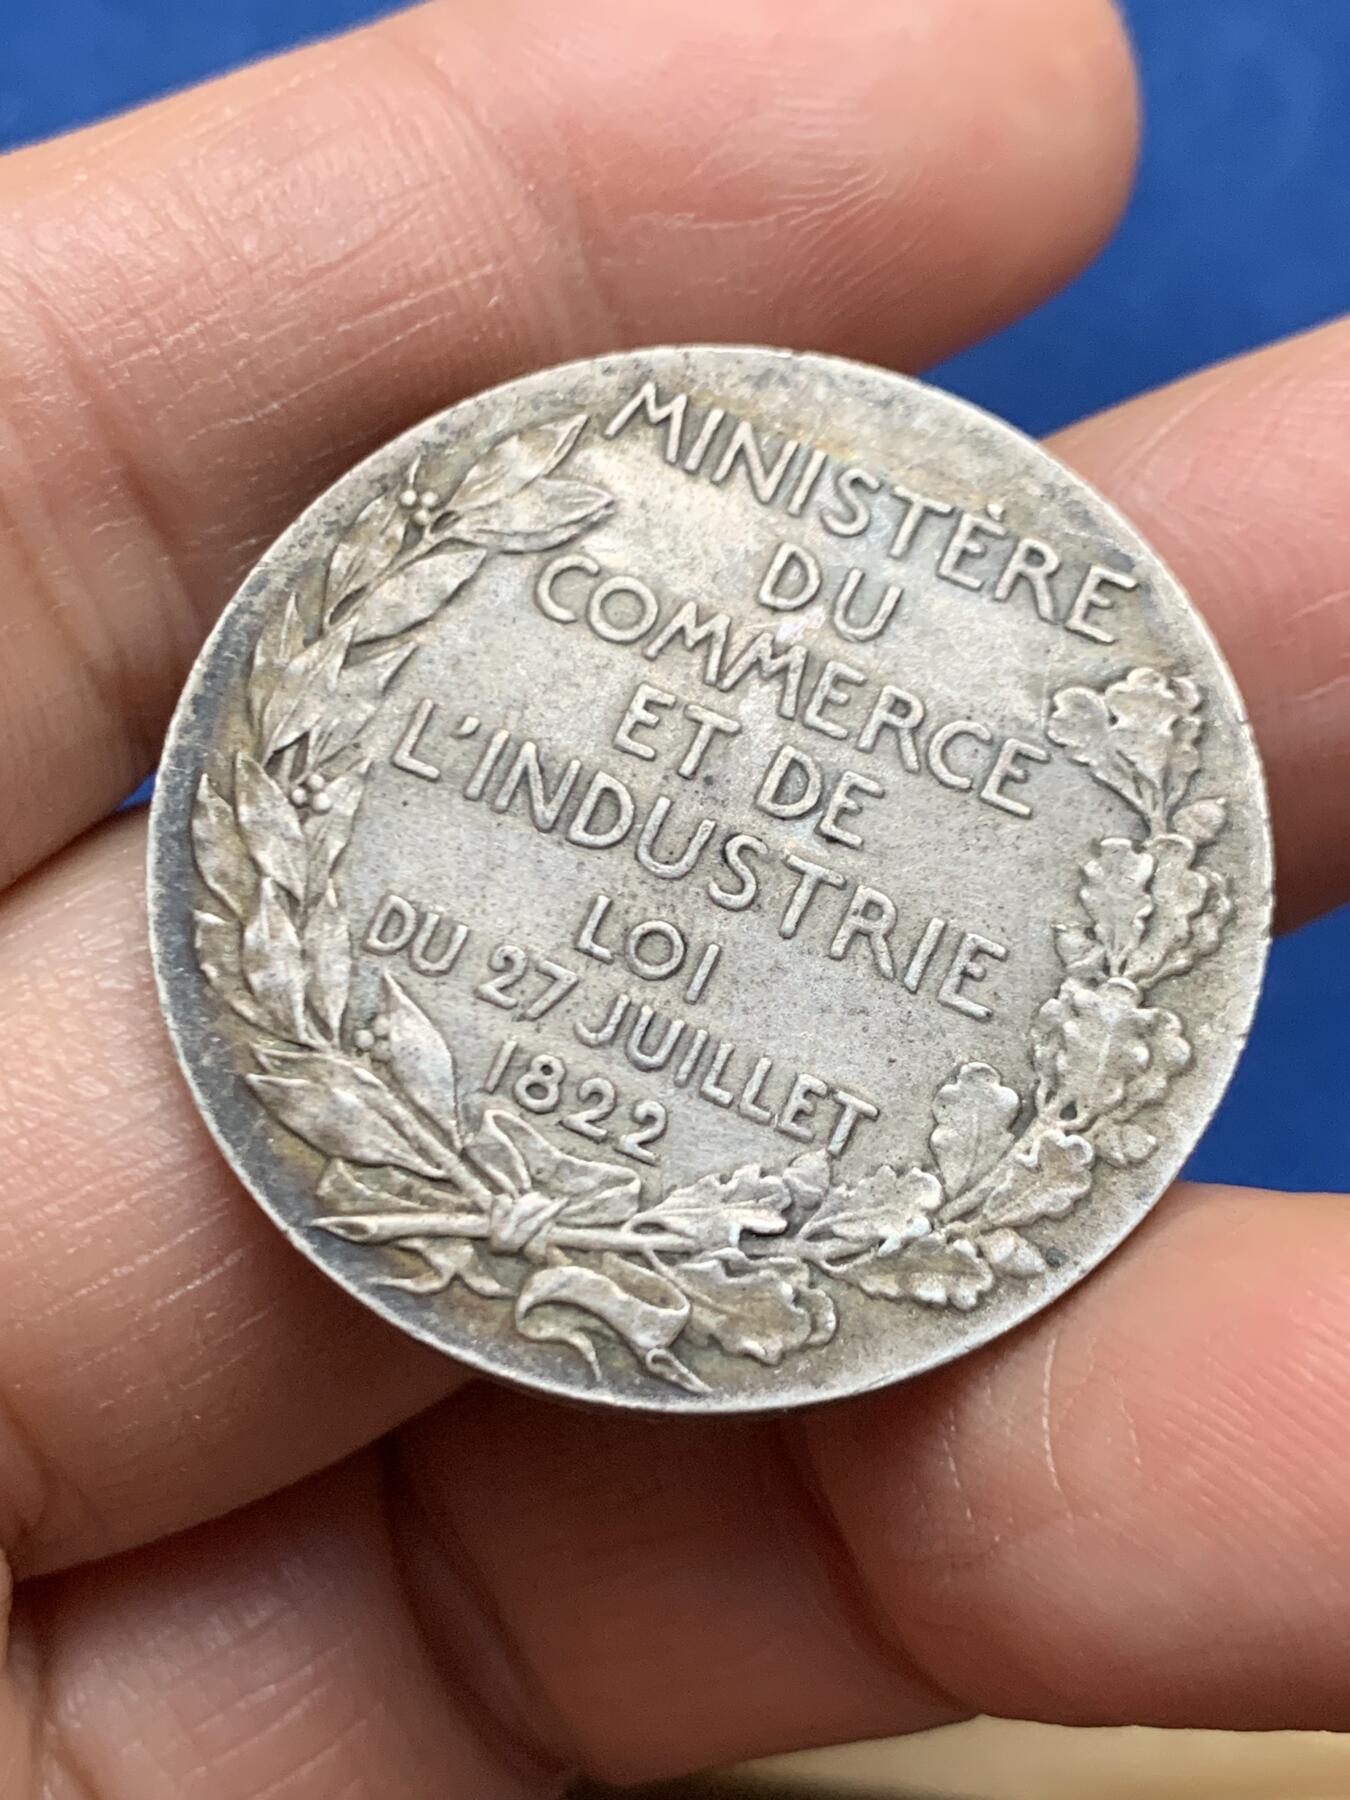 MINISTÈRE
DU
COMMERCE
ET DE
L'INDUSTRIE
LOI
DU 27 JUILLET
1822